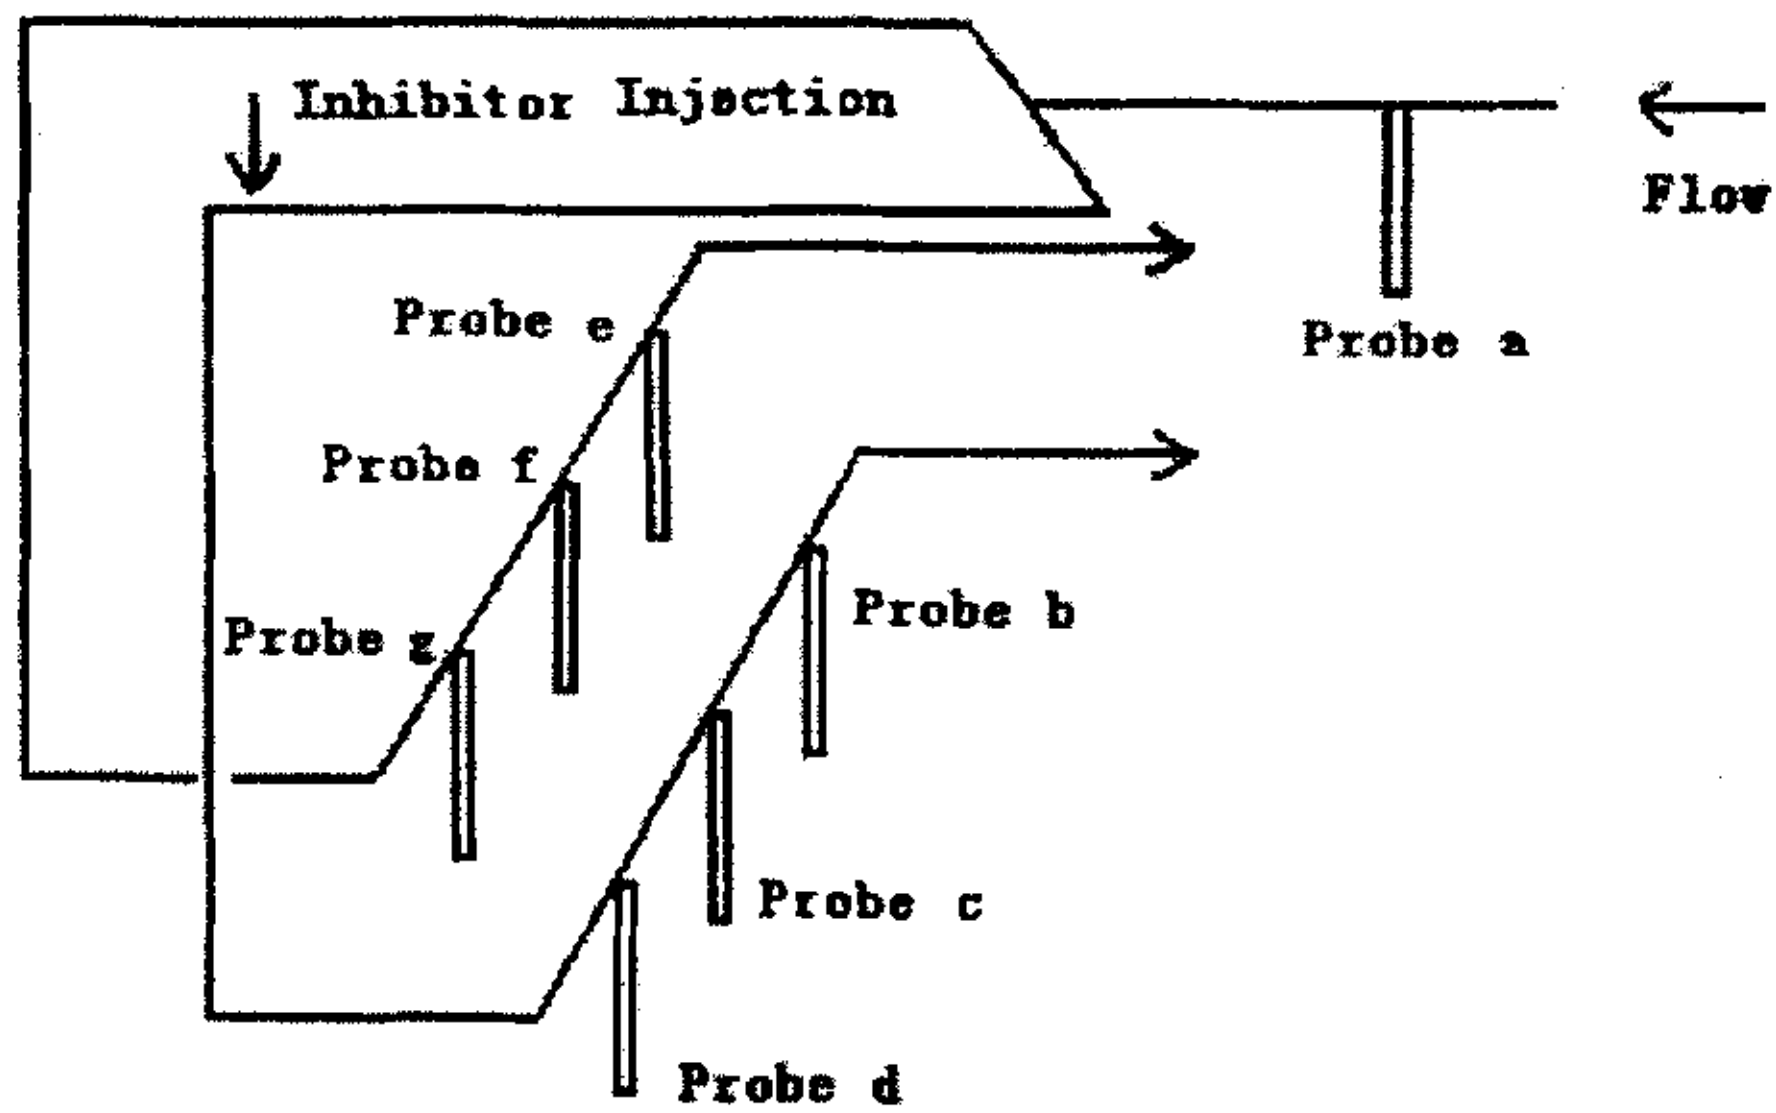 Inhibitor Injection
Flow
Probe e
Probe a
Probe f
Probe g
Probe b
Probe c
Probe d